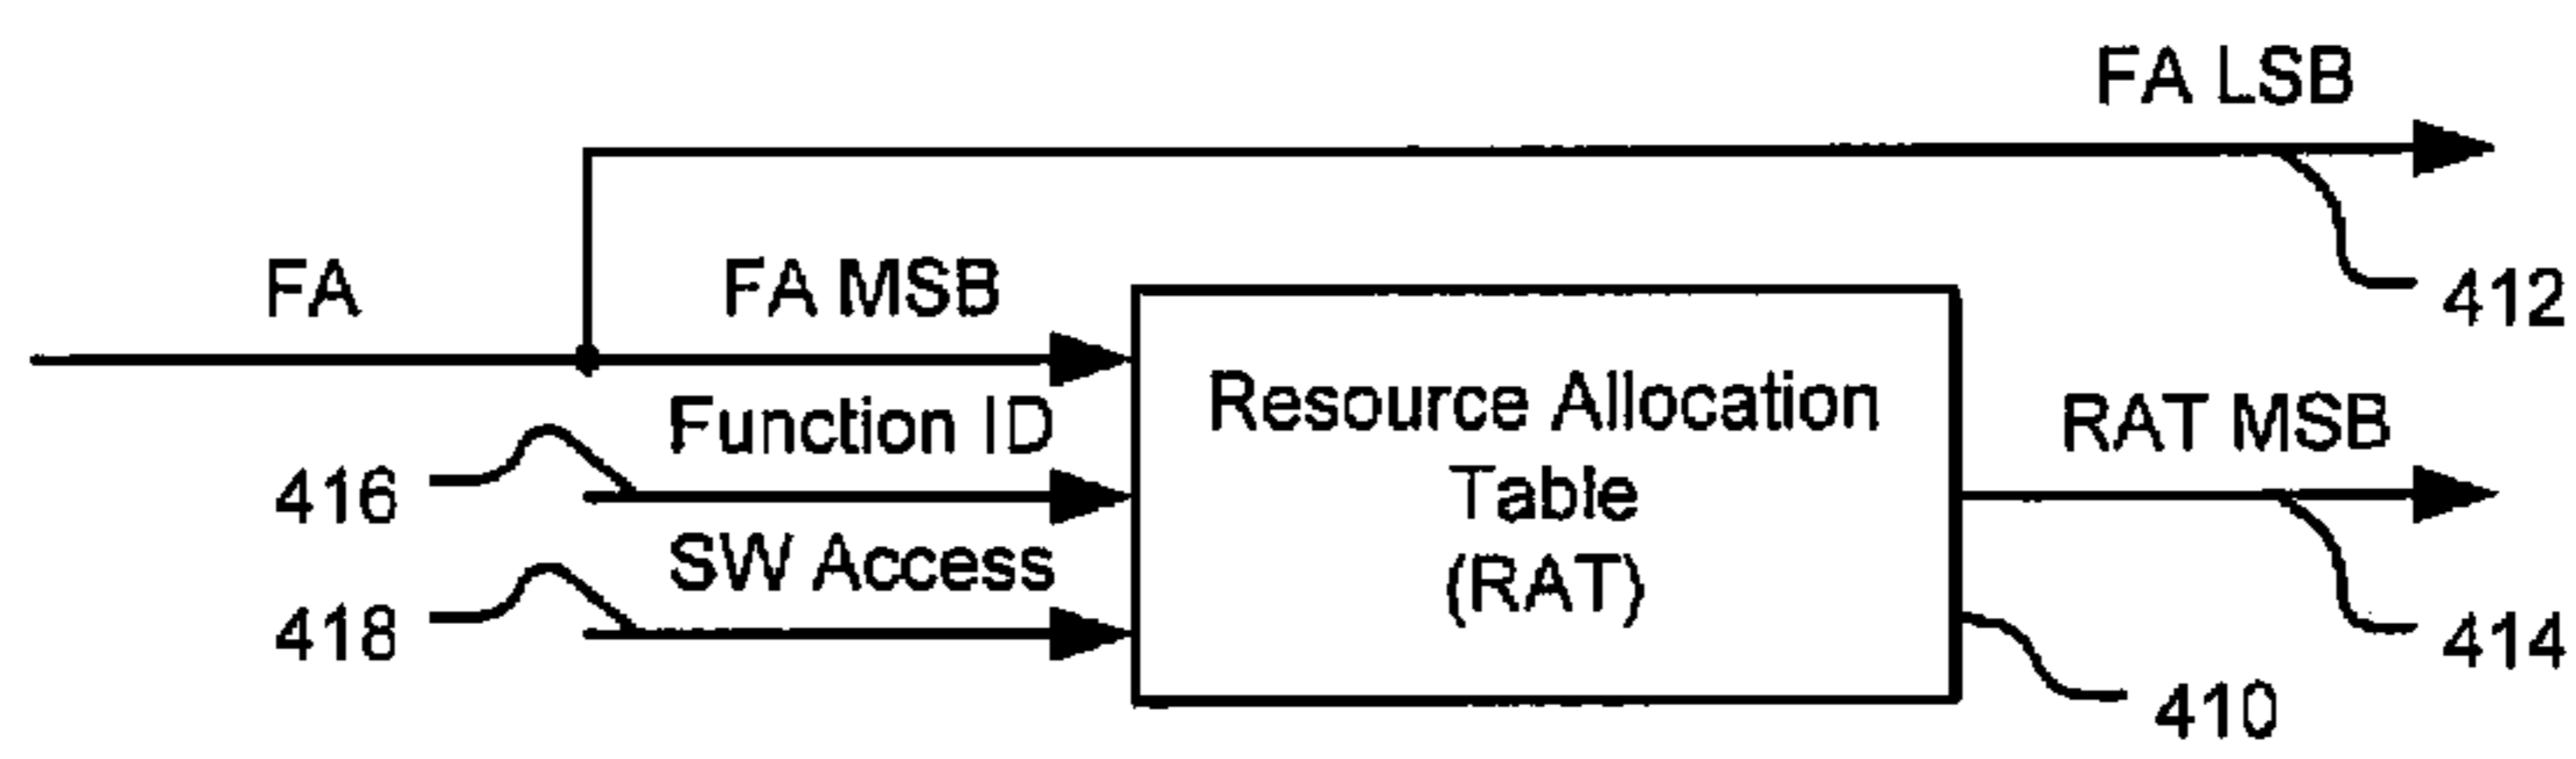 FA LSB
412
FA
FA MSB
Function ID
416
SW Access
418
Resource Allocation
Table
(RAT)
RAT MSB
414
410